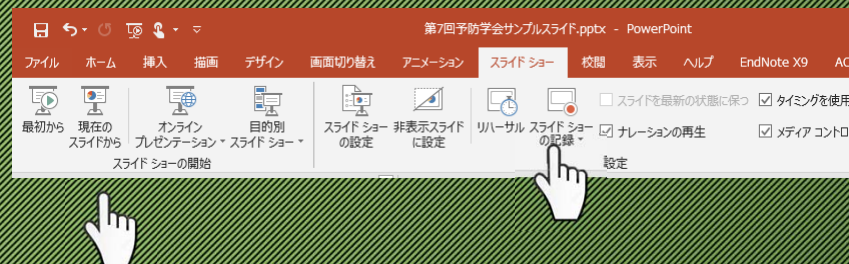 第7回予防学会サンプルスライド.pptx - PowerPoint
ファイル ホーム 挿入 描画 デザイン 画面切り替え アニメーション スライド ショー 校閲 表示 ヘルプ EndNote X9 AC
スライドを最新の状態に保つ タイミングを使用
最初から 現在の オンライン 目的別 スライド ショー 非表示スライド リハーサル スライド ショー ナレーションの再生 メディア コントロ
スライドから プレゼンテーション スライド ショー の設定 に設定 の記録
スライド ショーの開始 設定